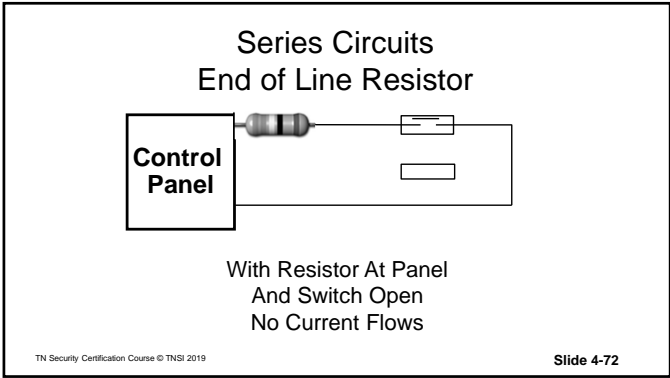 Series Circuits
End of Line Resistor
Control
Panel
With Resistor At Panel
And Switch Open
No Current Flows
TN Security Certification Course © TNSI 2019
Slide 4-72